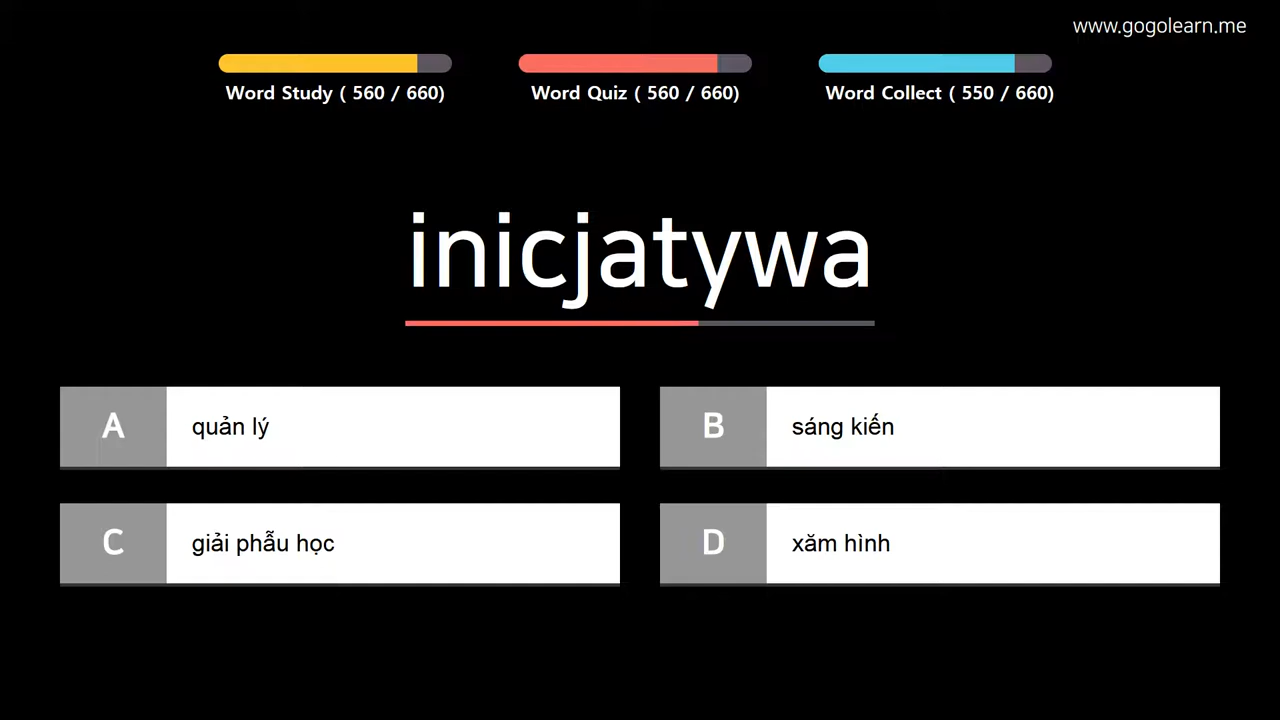 www.gogolearn.me
Word Study ( 560 / 660)
Word Quiz ( 560 / 660)
Word Collect ( 550 / 660)
inicjatywa
A
quản lý
B
sáng kiến
C
giải phẫu học
D
xăm hình